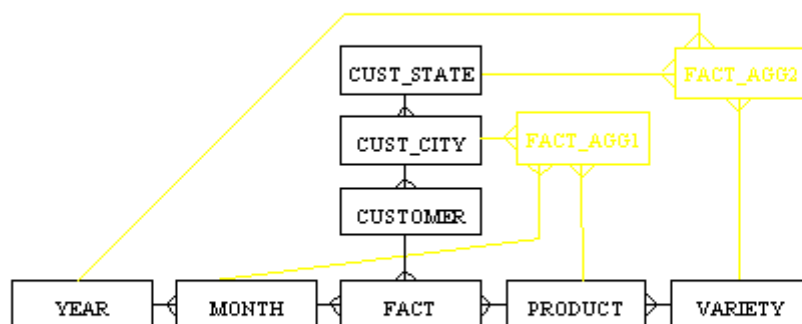 CUST_STATE
FACT_AGG2
CUST_CITY
FACT_AGG1
CUSTOMER
YEAR
MONTH
FACT
PRODUCT
VARIETY